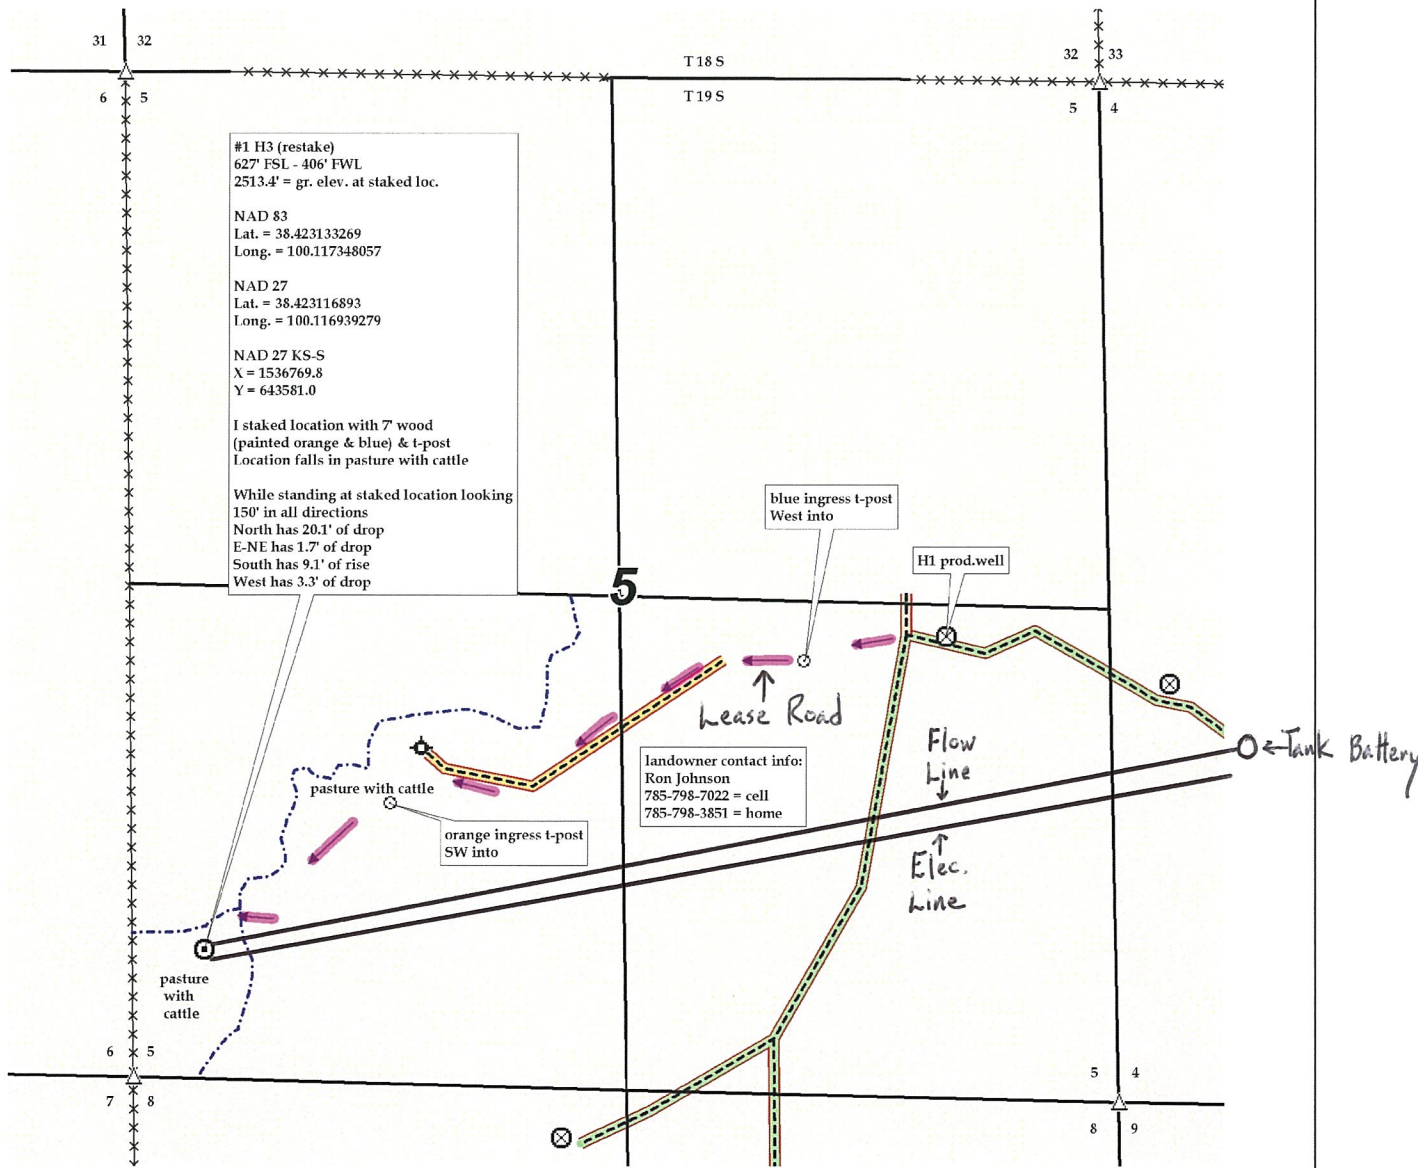 31 32
32 33
T 18 S
T 19 S
6 5
5 4
#1 H3 (restake)
627' FSL - 406' FWL
2513.4' = gr. elev. at staked loc.
NAD 83
Lat. = 38.423133269
Long. = 100.117348057
NAD 27
Lat. = 38.423116893
Long. = 100.116939279
NAD 27 KS-S
X = 1536769.8
Y = 643581.0
I staked location with 7' wood
(painted orange & blue) & t-post
Location falls in pasture with cattle
While standing at staked location looking
150' in all directions
North has 20.1' of drop
E-NE has 1.7' of drop
South has 9.1' of rise
West has 3.3' of drop
blue ingress t-post
West into
H1 prod.well
5
Lease Road
Flow
Line
Tank Battery
landowner contact info:
Ron Johnson
785-798-7022 = cell
785-798-3851 = home
pasture with cattle
orange ingress t-post
SW into
Elec.
Line
pasture
with
cattle
6 5
7 8
5 4
8 9